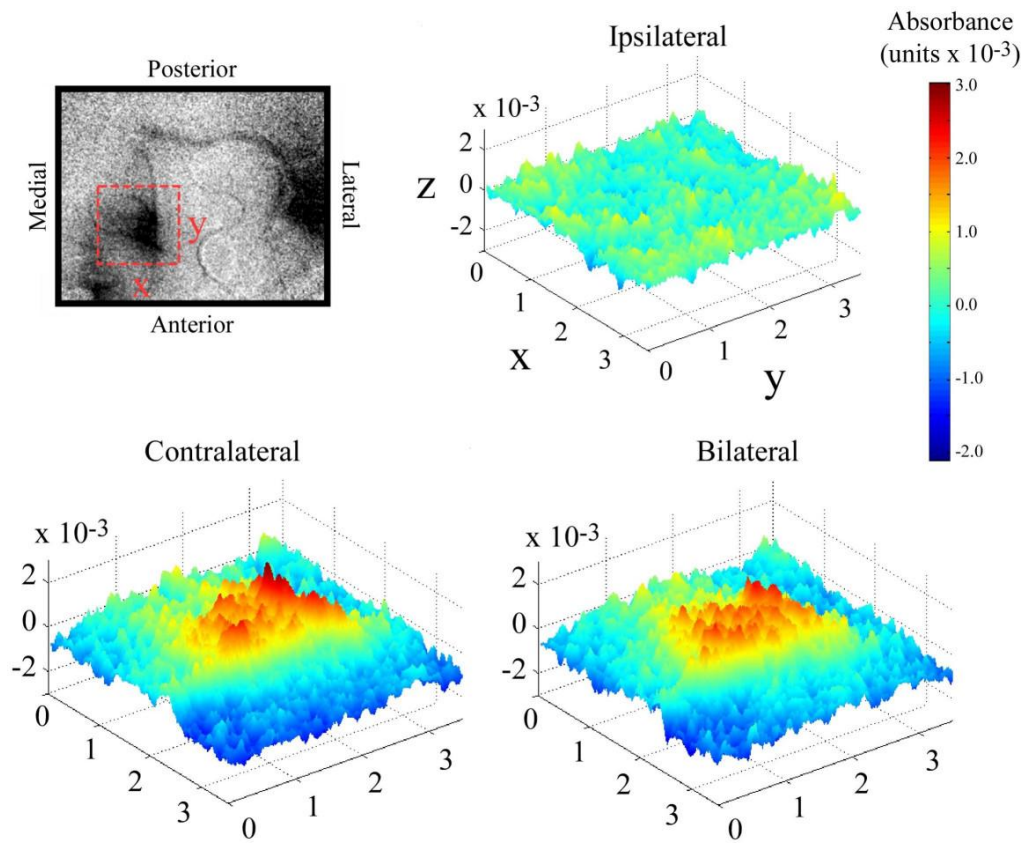 Posterior
Medial
Lateral
y
x
Anterior
Ipsilateral
x 10-3
2
0
-2
z
0
1
2
3
x
0
1
2
3
y
Absorbance
(units x 10-3)
3.0
2.0
1.0
0.0
-1.0
-2.0
Contralateral
x 10-3
2
0
-2
0
1
2
3
0
1
2
3
Bilateral
x 10-3
2
0
-2
0
1
2
3
0
1
2
3